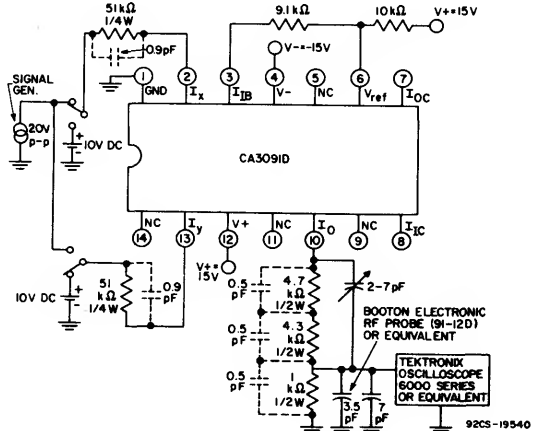 51 kΩ
1/4W
0.9pF
9.1kΩ
10kΩ
V+=15V
V-=-15V
1
2
3
4
5
6
7
GND
Ix
IIB
V-
NC
Vref
IOC
SIGNAL
GEN.
20V
p-p
+
-
10V DC
CA3091D
NC
Iy
V+
NC
IO
NC
IIC
14
13
12
11
10
9
8
V+=
15V
10V DC
+
-
51
kΩ
1/4W
0.9
pF
0.5
pF
4.7
kΩ
1/2W
2-7pF
0.5
pF
4.3
kΩ
1/2W
0.5
pF
1
kΩ
1/2W
BOOTON ELECTRONIC
RF PROBE (91-12D)
OR EQUIVALENT
3.5
pF
7
pF
TEKTRONIX
OSCILLOSCOPE
6000 SERIES
OR EQUIVALENT
92CS-19540